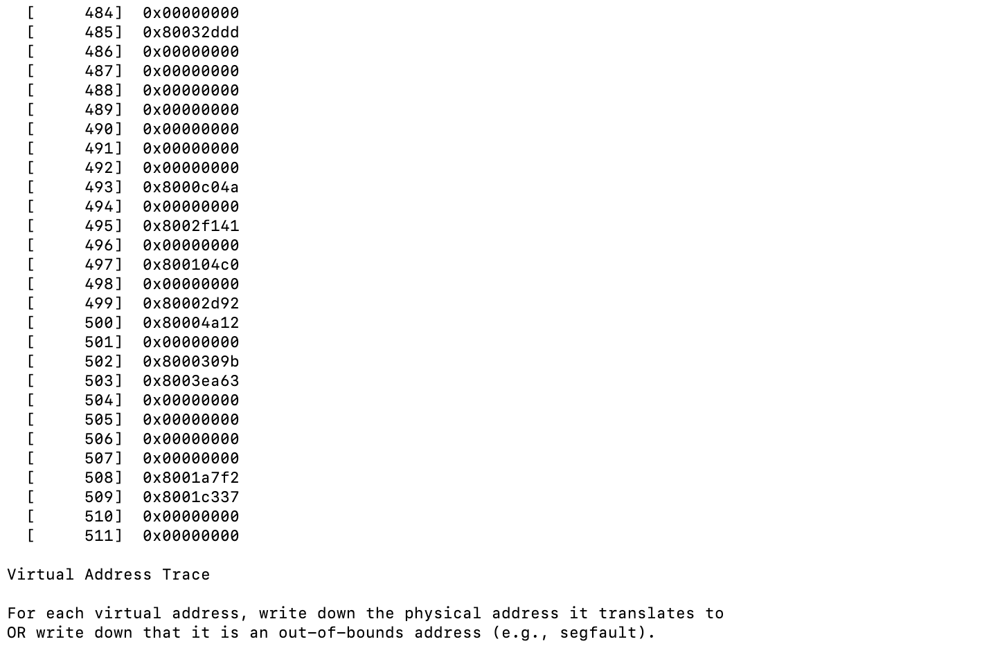 [     484]  0x00000000
[     485]  0x80032ddd
[     486]  0x00000000
[     487]  0x00000000
[     488]  0x00000000
[     489]  0x00000000
[     490]  0x00000000
[     491]  0x00000000
[     492]  0x00000000
[     493]  0x8000c04a
[     494]  0x00000000
[     495]  0x8002f141
[     496]  0x00000000
[     497]  0x800104c0
[     498]  0x00000000
[     499]  0x80002d92
[     500]  0x80004a12
[     501]  0x00000000
[     502]  0x8000309b
[     503]  0x8003ea63
[     504]  0x00000000
[     505]  0x00000000
[     506]  0x00000000
[     507]  0x00000000
[     508]  0x8001a7f2
[     509]  0x8001c337
[     510]  0x00000000
[     511]  0x00000000
Virtual Address Trace
For each virtual address, write down the physical address it translates to
OR write down that it is an out-of-bounds address (e.g., segfault).